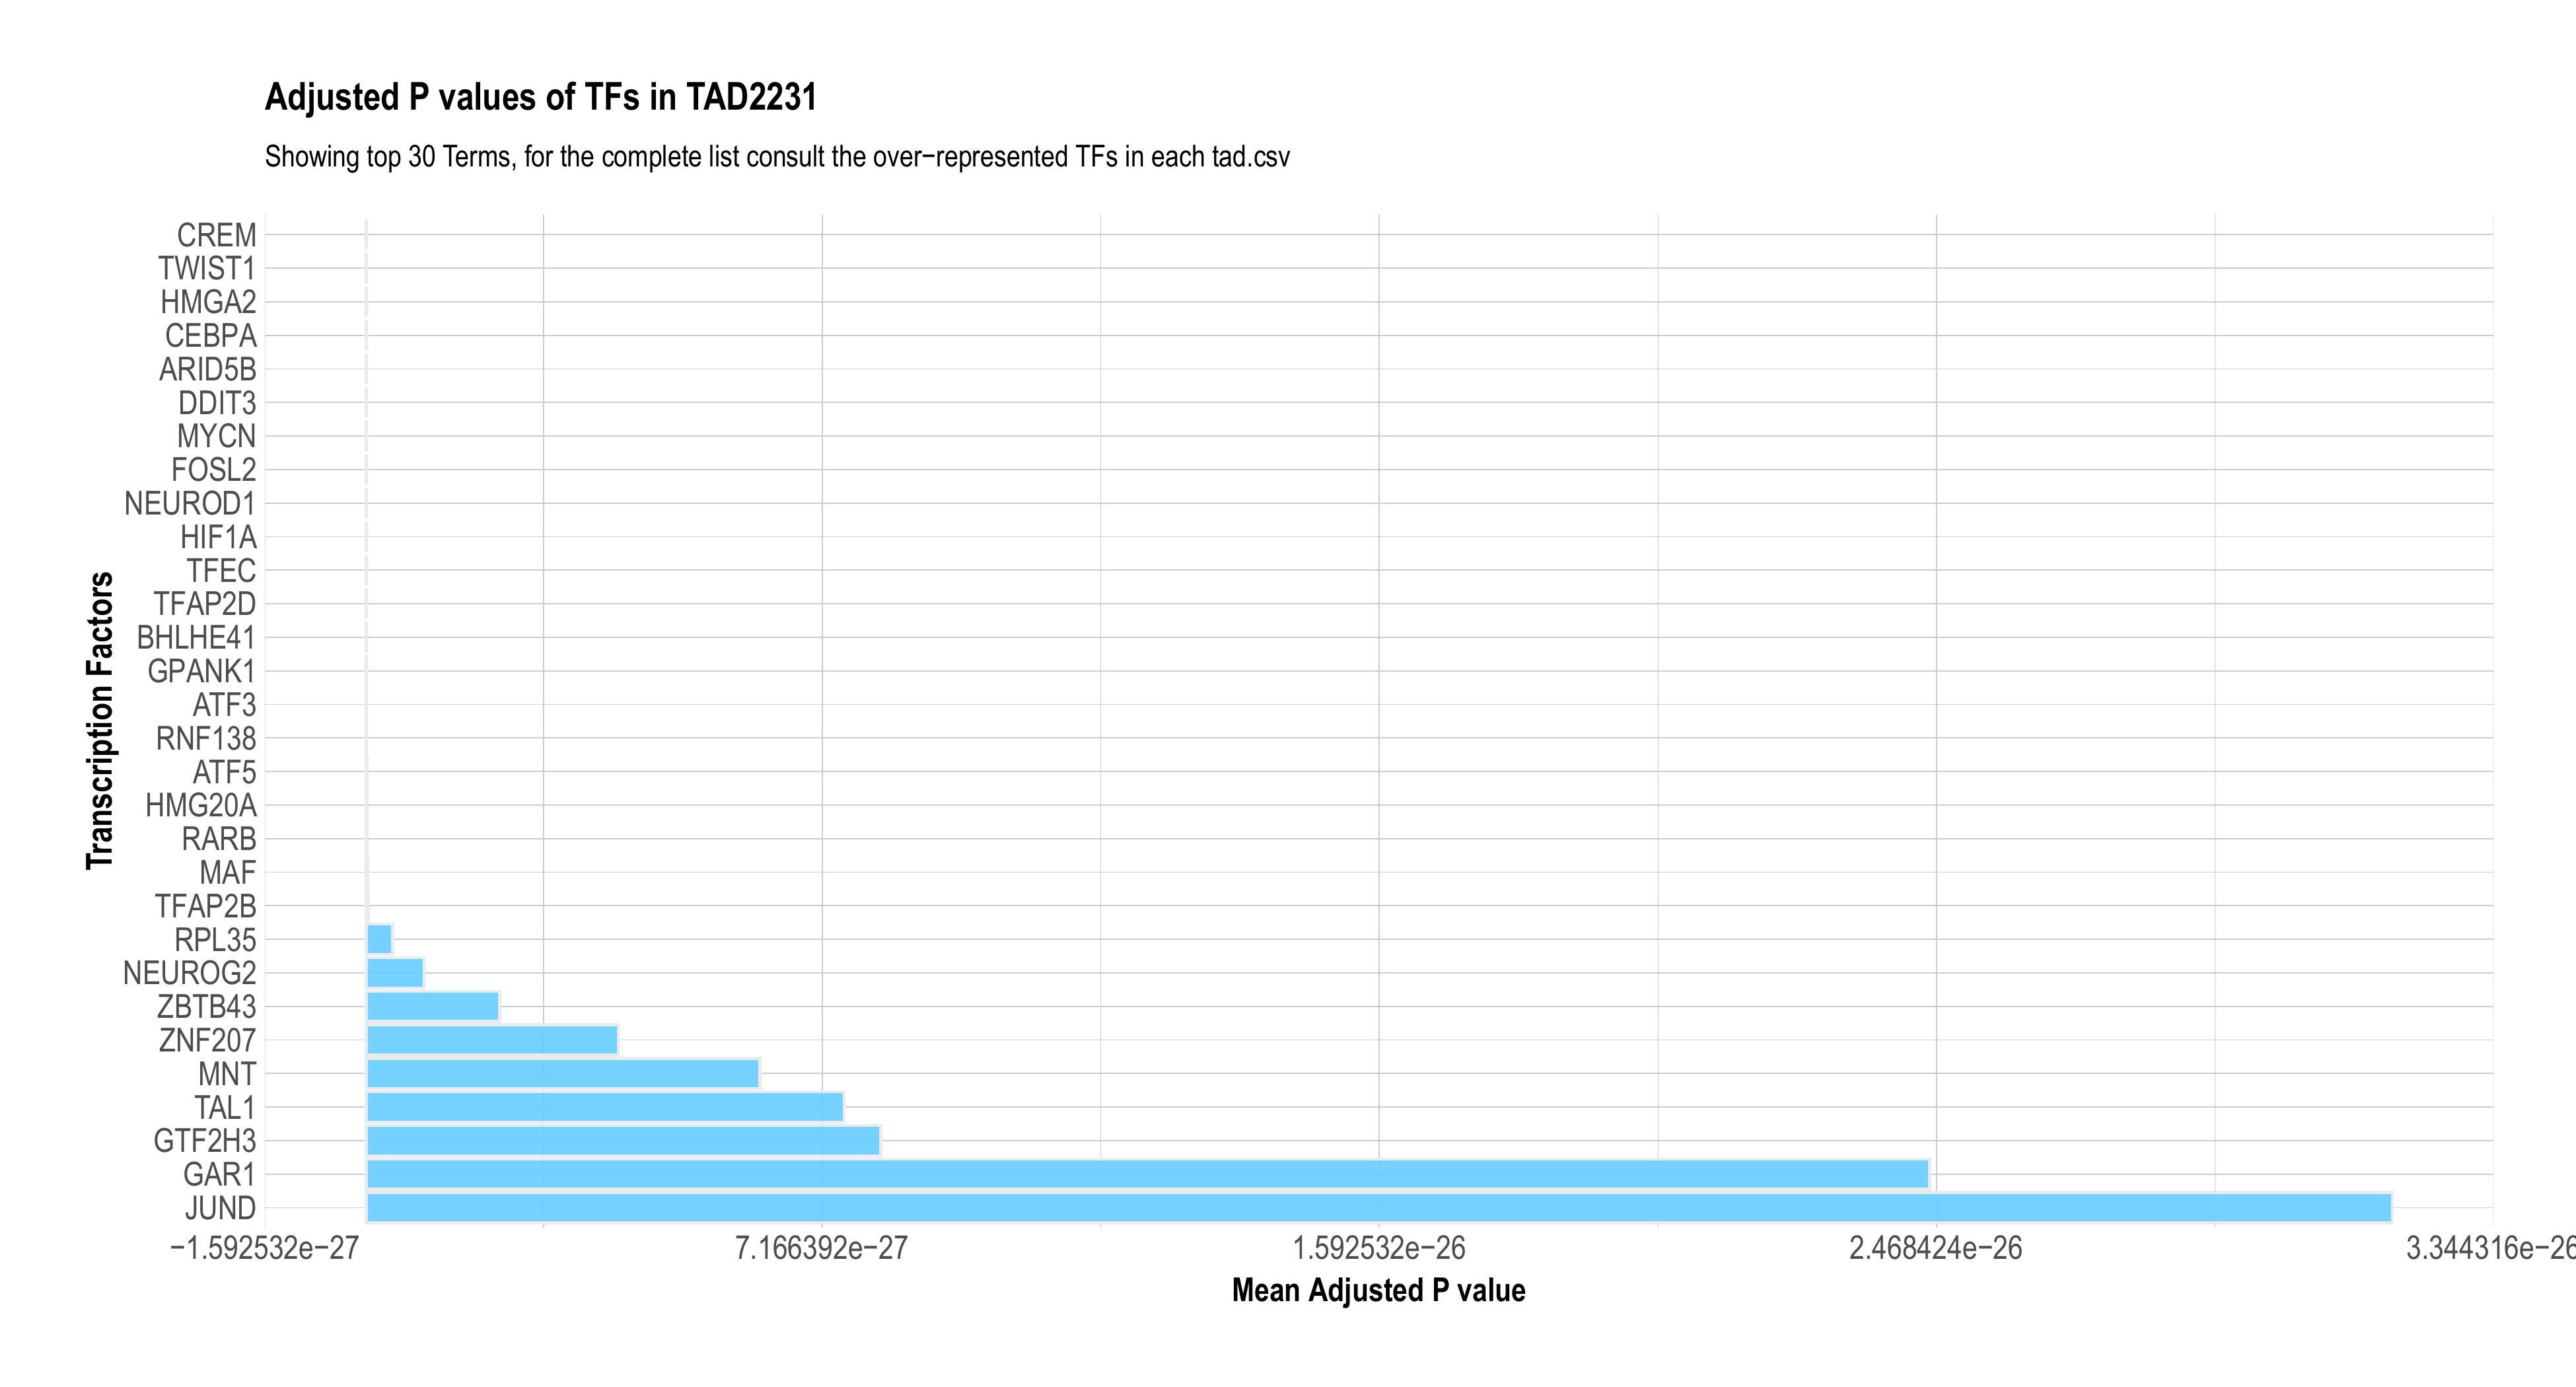 Adjusted P values of TFs in TAD2231
Showing top 30 Terms, for the complete list consult the over−represented TFs in each tad.csv
Transcription Factors
CREM
TWIST1
HMGA2
CEBPA
ARID5B
DDIT3
MYCN
FOSL2
NEUROD1
HIF1A
TFEC
TFAP2D
BHLHE41
GPANK1
ATF3
RNF138
ATF5
HMG20A
RARB
MAF
TFAP2B
RPL35
NEUROG2
ZBTB43
ZNF207
MNT
TAL1
GTF2H3
GAR1
JUND
−1.592532e−27 7.166392e−27 1.592532e−26 2.468424e−26 3.344316e−26
Mean Adjusted P value